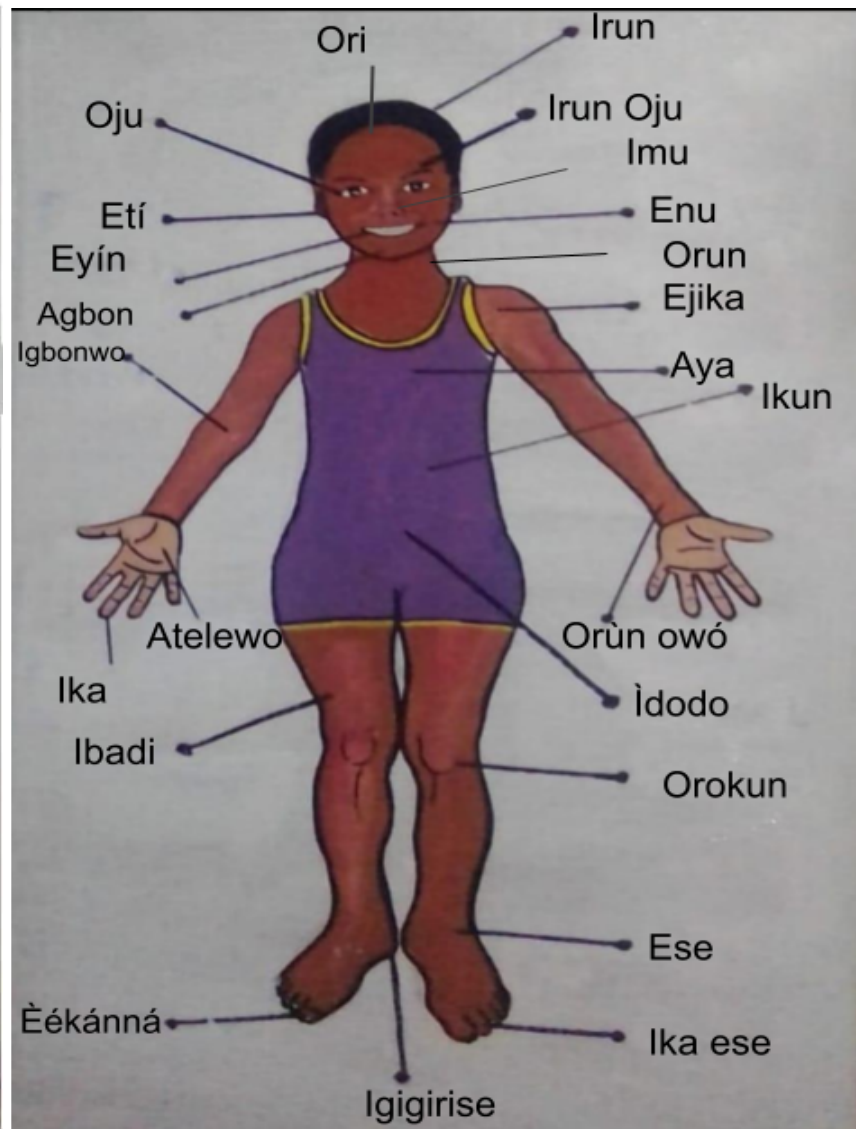 Ori
Irun
Oju
Irun Oju
Imu
Etí
Enu
Eyín
Orun
Agbon
Ejika
Igbonwo
Aya
Ikun
Atelewo
Orùn owó
Ika
Ìdodo
Ibadi
Orokun
Ese
Èékánná
Ika ese
Igigirise